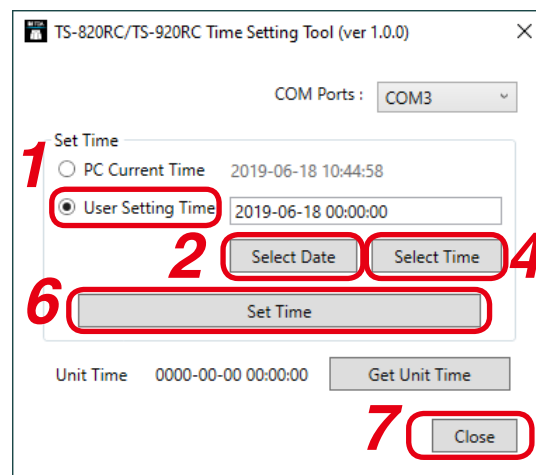 TS-820RC/TS-920RC Time Setting Tool (ver 1.0.0)
COM Ports : COM3
Set Time
1 PC Current Time 2019-06-18 10:44:58
User Setting Time 2019-06-18 00:00:00
2 Select Date Select Time 4
6 Set Time
Unit Time 0000-00-00 00:00:00 Get Unit Time
7 Close